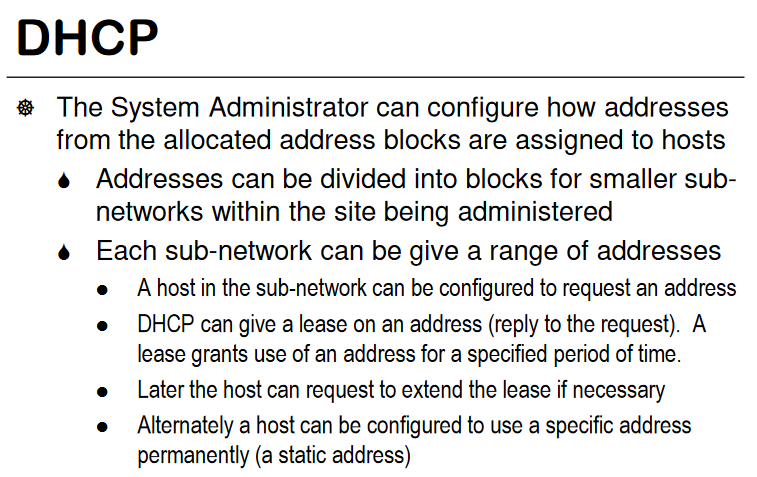 DHCP
The System Administrator can configure how addresses
from the allocated address blocks are assigned to hosts
Addresses can be divided into blocks for smaller sub-
networks within the site being administered
Each sub-network can be give a range of addresses
A host in the sub-network can be configured to request an address
DHCP can give a lease on an address (reply to the request).  A
lease grants use of an address for a specified period of time.
Later the host can request to extend the lease if necessary
Alternately a host can be configured to use a specific address
permanently (a static address)